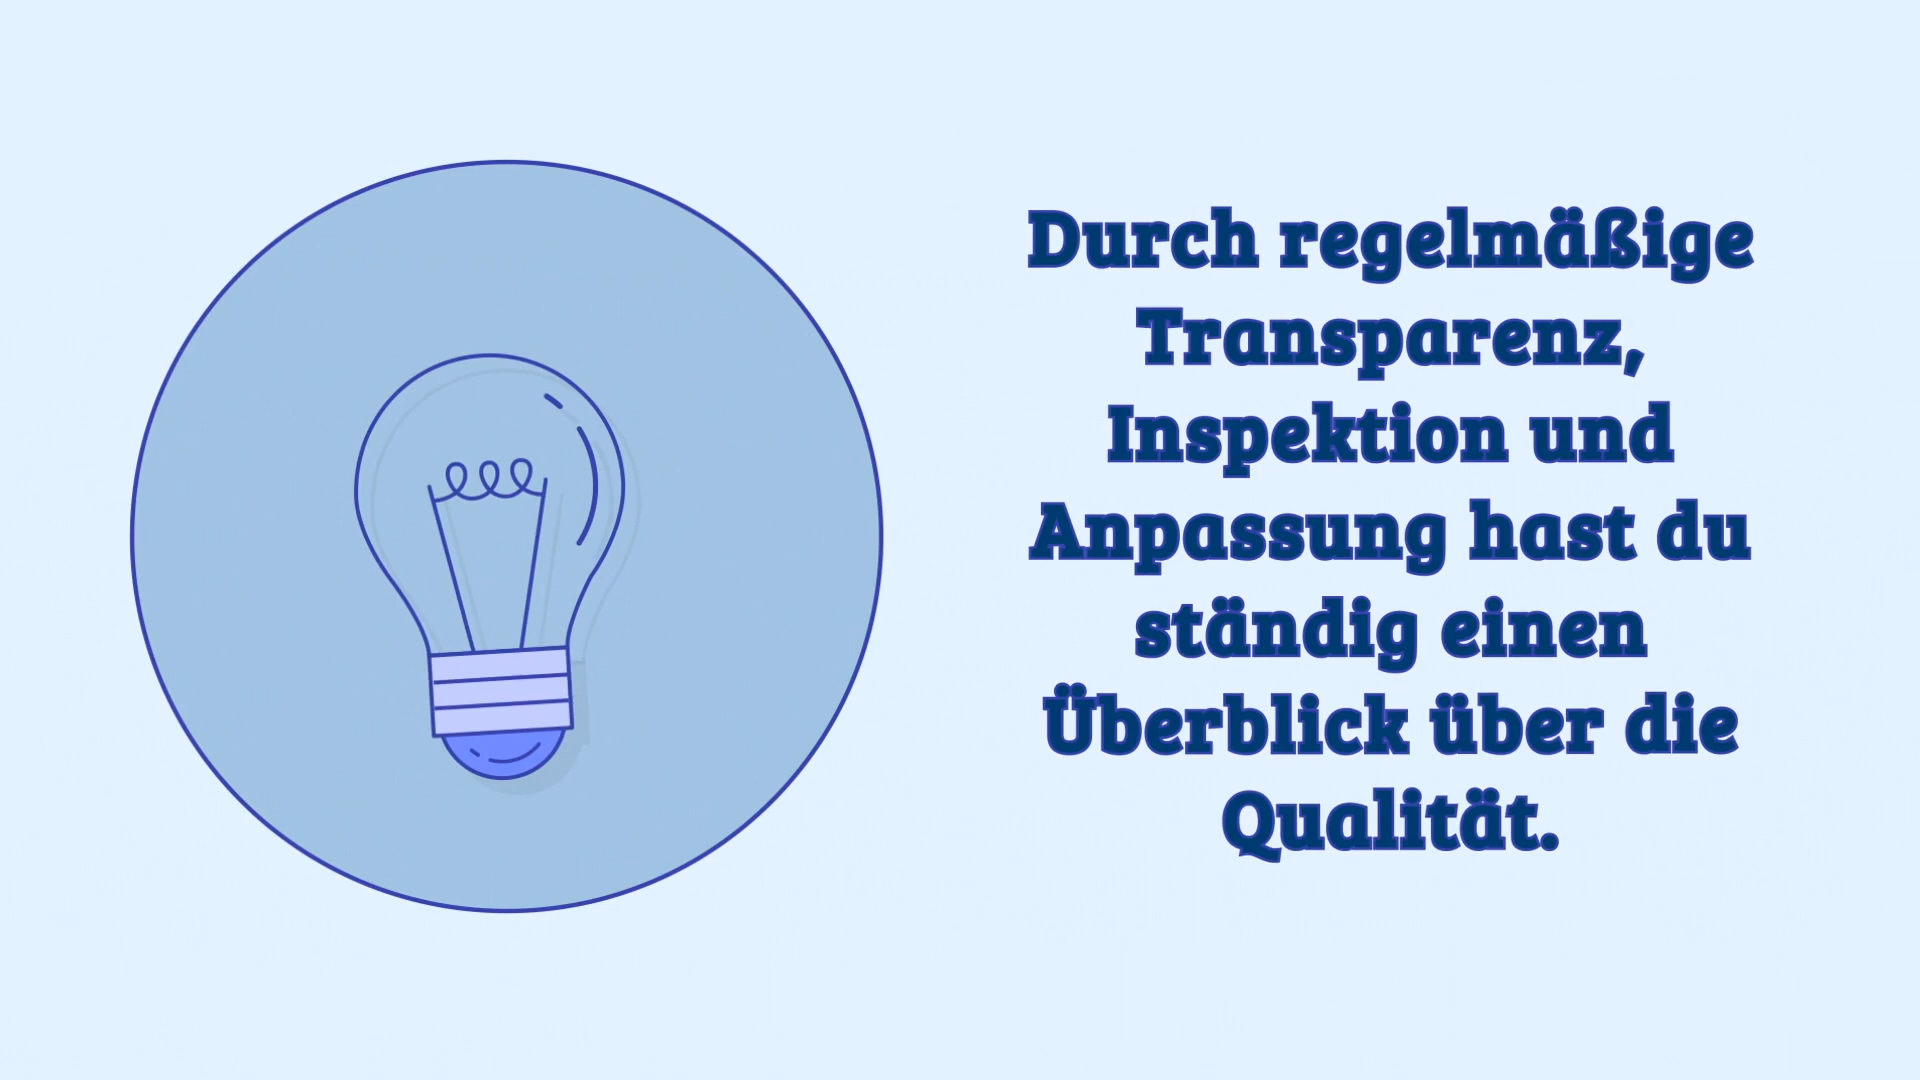 Durch regelmäßige
Transparenz,
Inspektion und
Anpassung hast du
ständig einen
Überblick über die
Qualität.